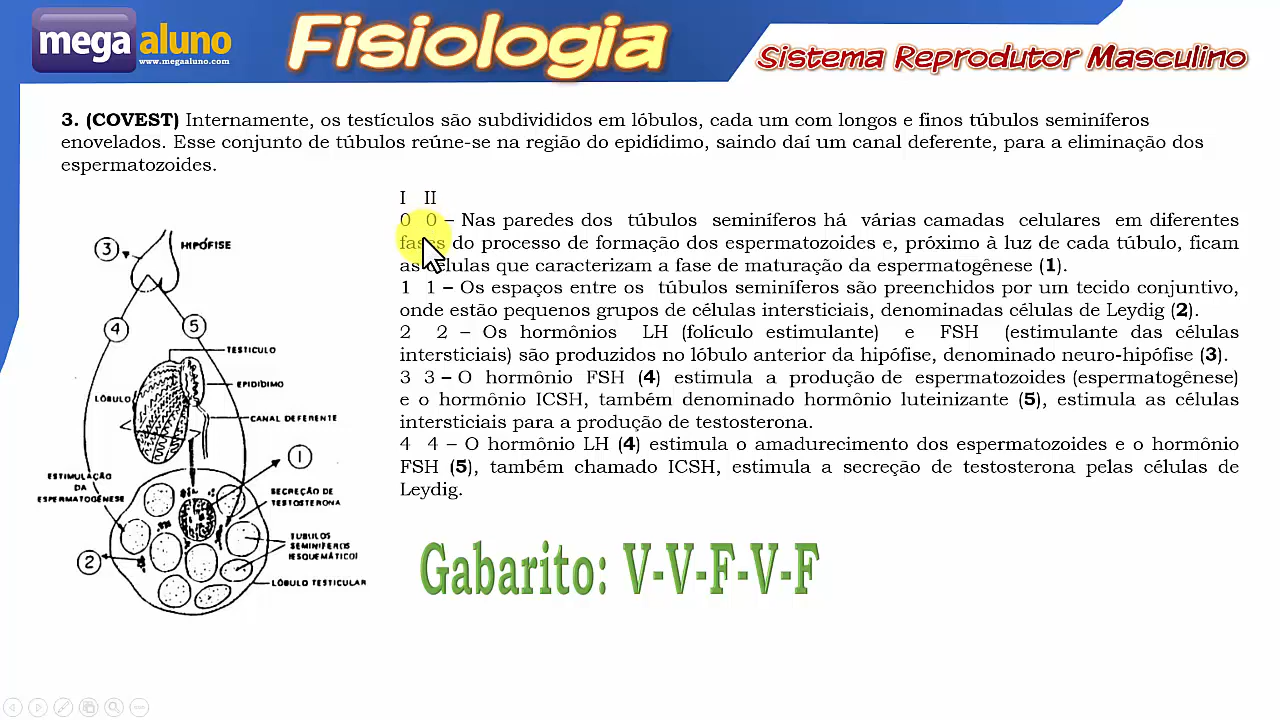 mega aluno
www.megaaluno.com
Fisiologia
Sistema Reprodutor Masculino
3. (COVEST) Internamente, os testículos são subdivididos em lóbulos, cada um com longos e finos túbulos seminíferos
enovelados. Esse conjunto de túbulos reúne-se na região do epidídimo, saindo daí um canal deferente, para a eliminação dos
espermatozoides.
I II
0 0 – Nas paredes dos túbulos seminíferos há várias camadas celulares em diferentes
fases do processo de formação dos espermatozoides e, próximo à luz de cada túbulo, ficam
as células que caracterizam a fase de maturação da espermatogênese (1).
1 1 – Os espaços entre os túbulos seminíferos são preenchidos por um tecido conjuntivo,
onde estão pequenos grupos de células intersticiais, denominadas células de Leydig (2).
2 2 – Os hormônios LH (folículo estimulante) e FSH (estimulante das células
intersticiais) são produzidos no lóbulo anterior da hipófise, denominado neuro-hipófise (3).
3 3 – O hormônio FSH (4) estimula a produção de espermatozoides (espermatogênese)
e o hormônio ICSH, também denominado hormônio luteinizante (5), estimula as células
intersticiais para a produção de testosterona.
4 4 – O hormônio LH (4) estimula o amadurecimento dos espermatozoides e o hormônio
FSH (5), também chamado ICSH, estimula a secreção de testosterona pelas células de
Leydig.
3
HIPÓFISE
4
5
TESTÍCULO
EPIDÍDIMO
LÓBULO
CANAL DEFERENTE
1
ESTIMULAÇÃO
DA
ESPERMATOGÊNESE
SECREÇÃO DE
TESTOSTERONA
TÚBULOS
SEMINÍFEROS
(ESQUEMÁTICO)
2
LÓBULO TESTICULAR
Gabarito: V-V-F-V-F